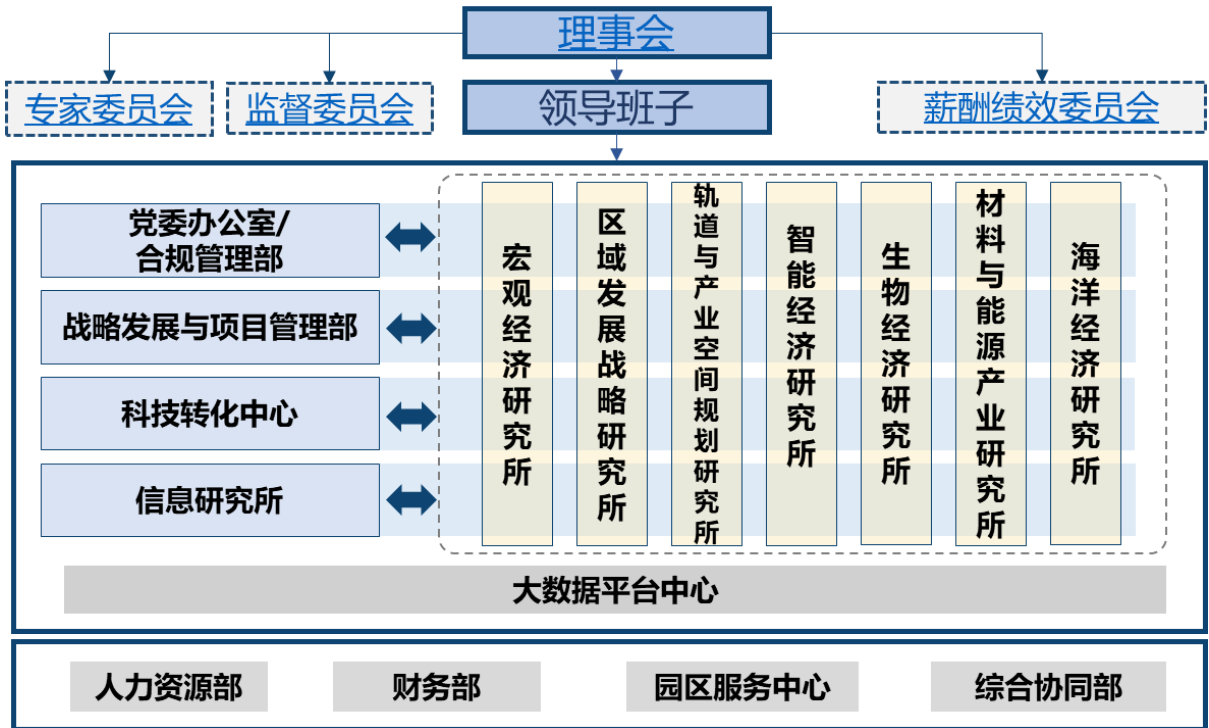 理事会
专家委员会
监督委员会
领导班子
薪酬绩效委员会
党委办公室/
合规管理部
战略发展与项目管理部
科技转化中心
信息研究所
宏观经济研究所
区域发展战略研究所
轨道与产业空间规划研究所
智能经济研究所
生物经济研究所
材料与能源产业研究所
海洋经济研究所
大数据平台中心
人力资源部
财务部
园区服务中心
综合协同部